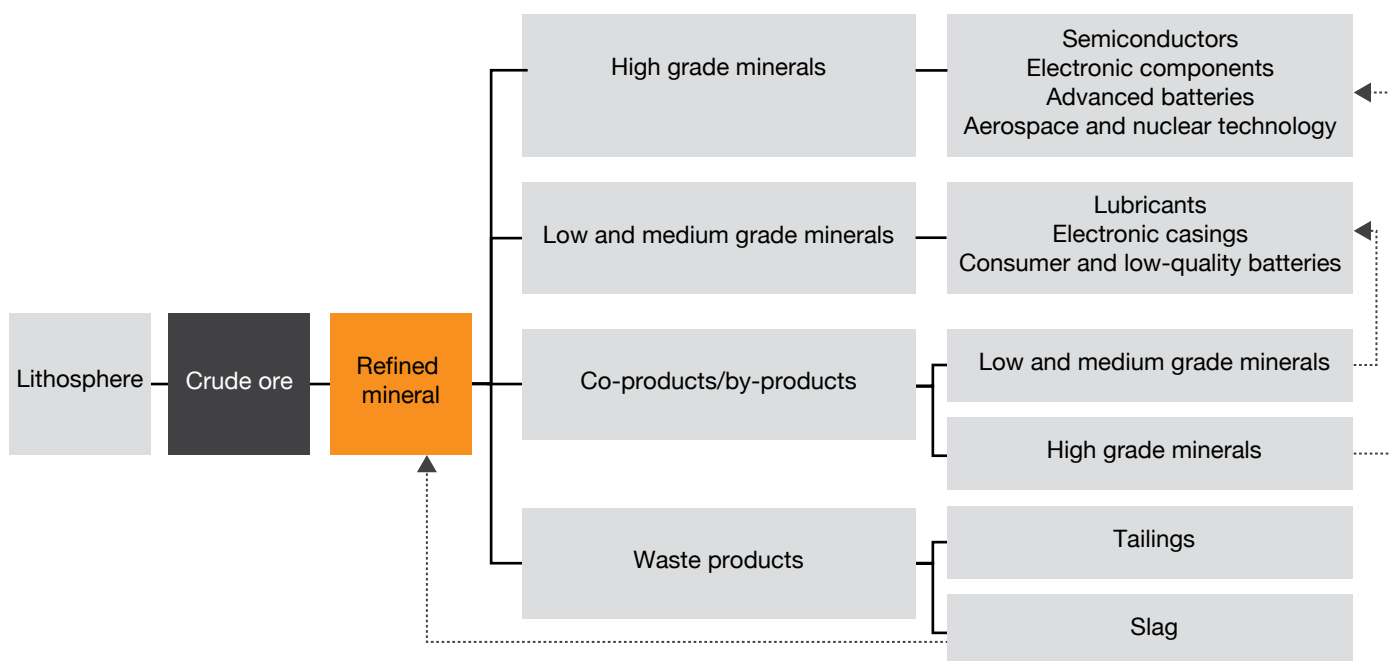 High grade minerals
Semiconductors
Electronic components
Advanced batteries
Aerospace and nuclear technology
Low and medium grade minerals
Lubricants
Electronic casings
Consumer and low-quality batteries
Lithosphere
Crude ore
Refined
mineral
Co-products/by-products
Low and medium grade minerals
High grade minerals
Waste products
Tailings
Slag